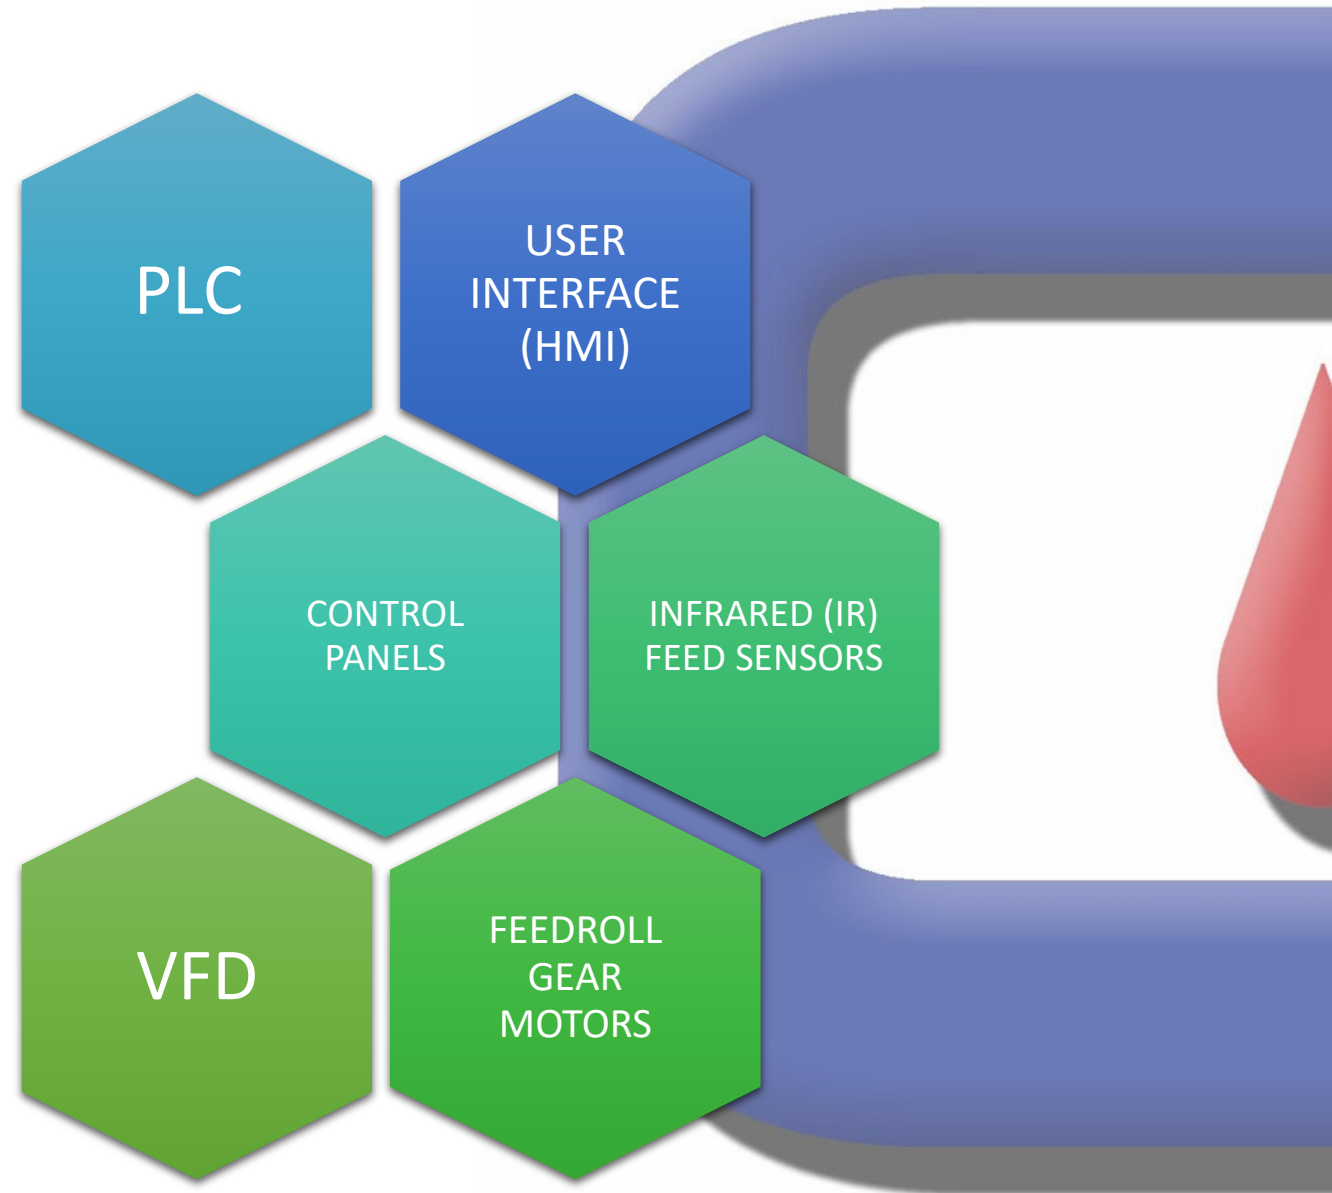 PLC
USER
INTERFACE
(HMI)
CONTROL
PANELS
INFRARED (IR)
FEED SENSORS
VFD
FEEDROLL
GEAR
MOTORS